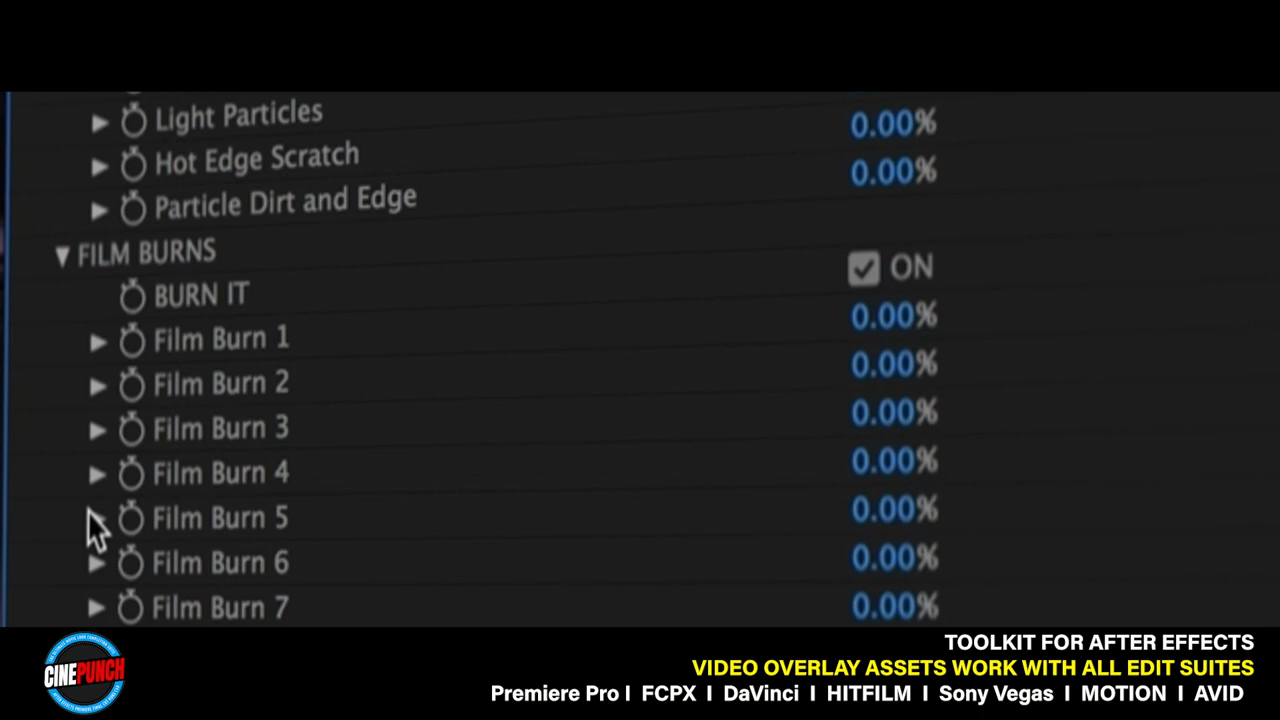 Light Particles 0.00%
Hot Edge Scratch 0.00%
Particle Dirt and Edge
FILM BURNS
BURN IT ON
Film Burn 1 0.00%
Film Burn 2 0.00%
Film Burn 3 0.00%
Film Burn 4 0.00%
Film Burn 5 0.00%
Film Burn 6 0.00%
Film Burn 7 0.00%
CINEPUNCH
TOOLKIT FOR AFTER EFFECTS
VIDEO OVERLAY ASSETS WORK WITH ALL EDIT SUITES
Premiere Pro I FCPX I DaVinci I HITFILM I Sony Vegas I MOTION I AVID